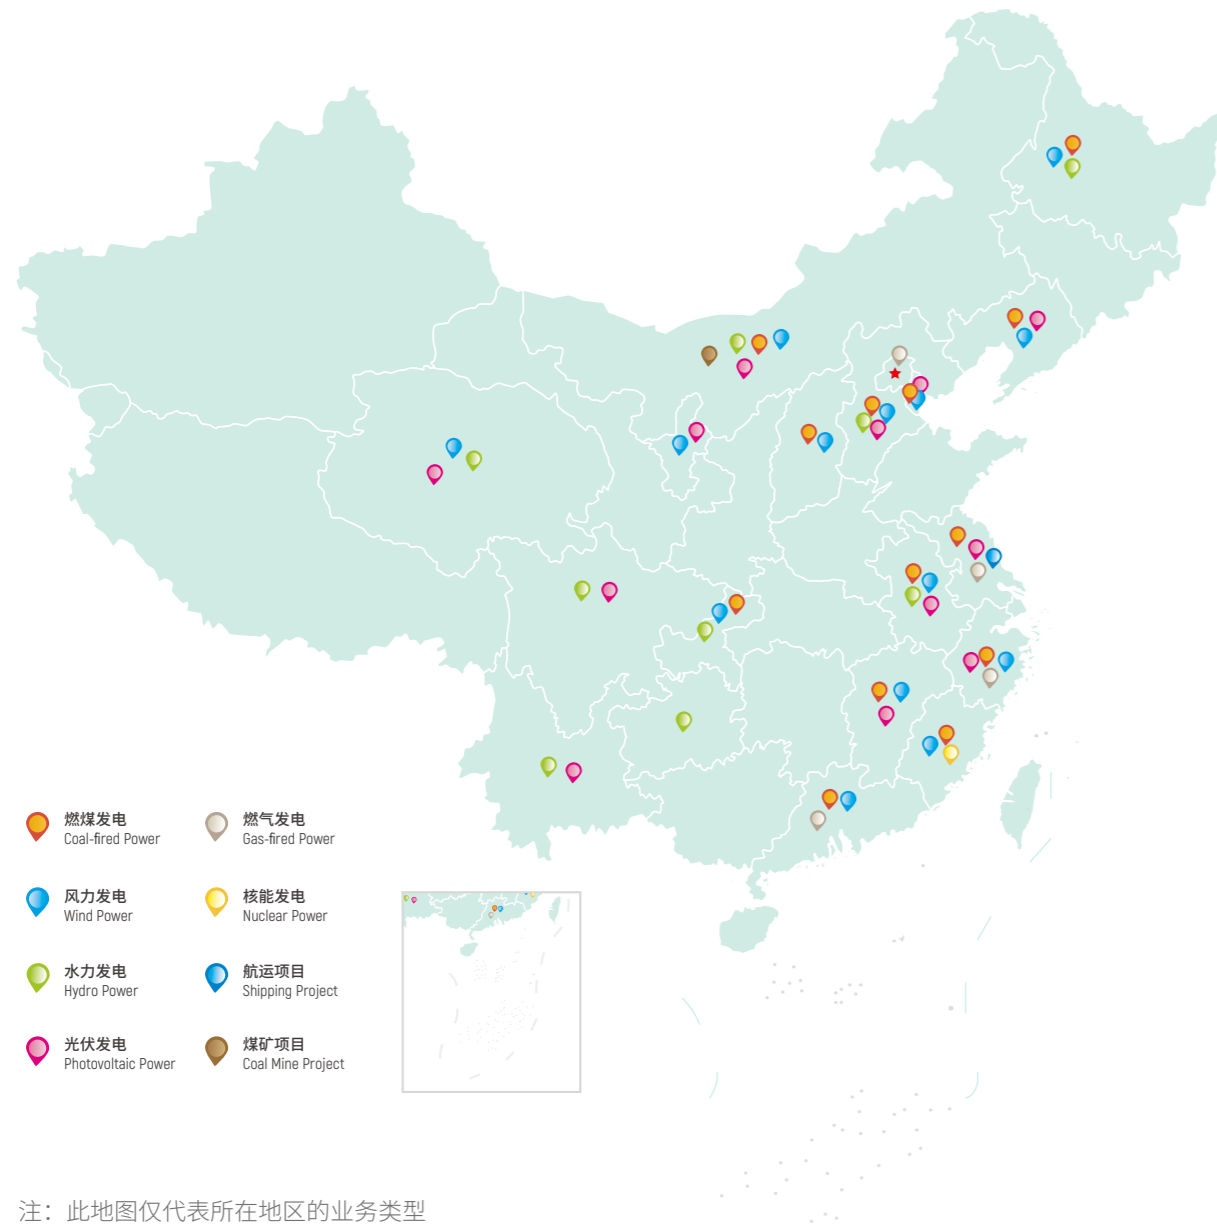 燃煤发电
Coal-fired Power
燃气发电
Gas-fired Power
风力发电
Wind Power
核能发电
Nuclear Power
水力发电
Hydro Power
航运项目
Shipping Project
光伏发电
Photovoltaic Power
煤矿项目
Coal Mine Project
注：此地图仅代表所在地区的业务类型